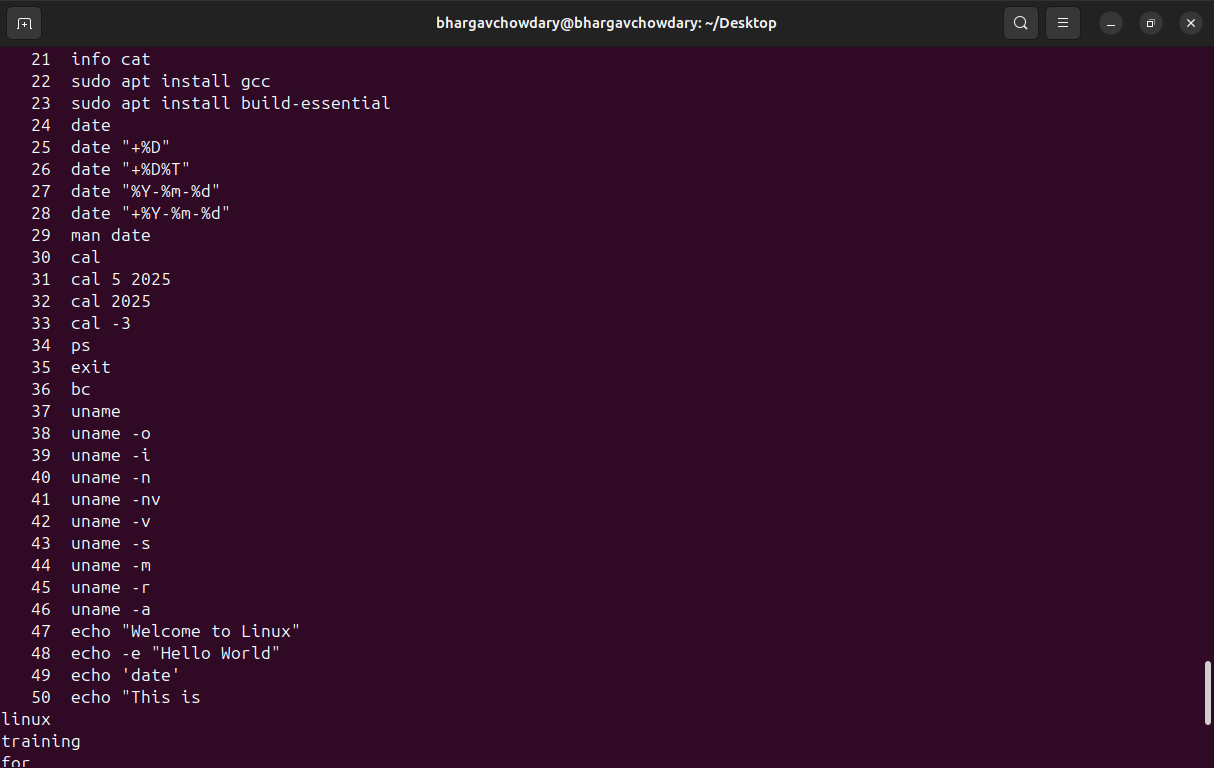 bhargavchowdary@bhargavchowdary: ~/Desktop
21 info cat
22 sudo apt install gcc
23 sudo apt install build-essential
24 date
25 date "+%D"
26 date "+%D%T"
27 date "%Y-%m-%d"
28 date "+%Y-%m-%d"
29 man date
30 cal
31 cal 5 2025
32 cal 2025
33 cal -3
34 ps
35 exit
36 bc
37 uname
38 uname -o
39 uname -i
40 uname -n
41 uname -nv
42 uname -v
43 uname -s
44 uname -m
45 uname -r
46 uname -a
47 echo "Welcome to Linux"
48 echo -e "Hello World"
49 echo 'date'
50 echo "This is
linux
training
for